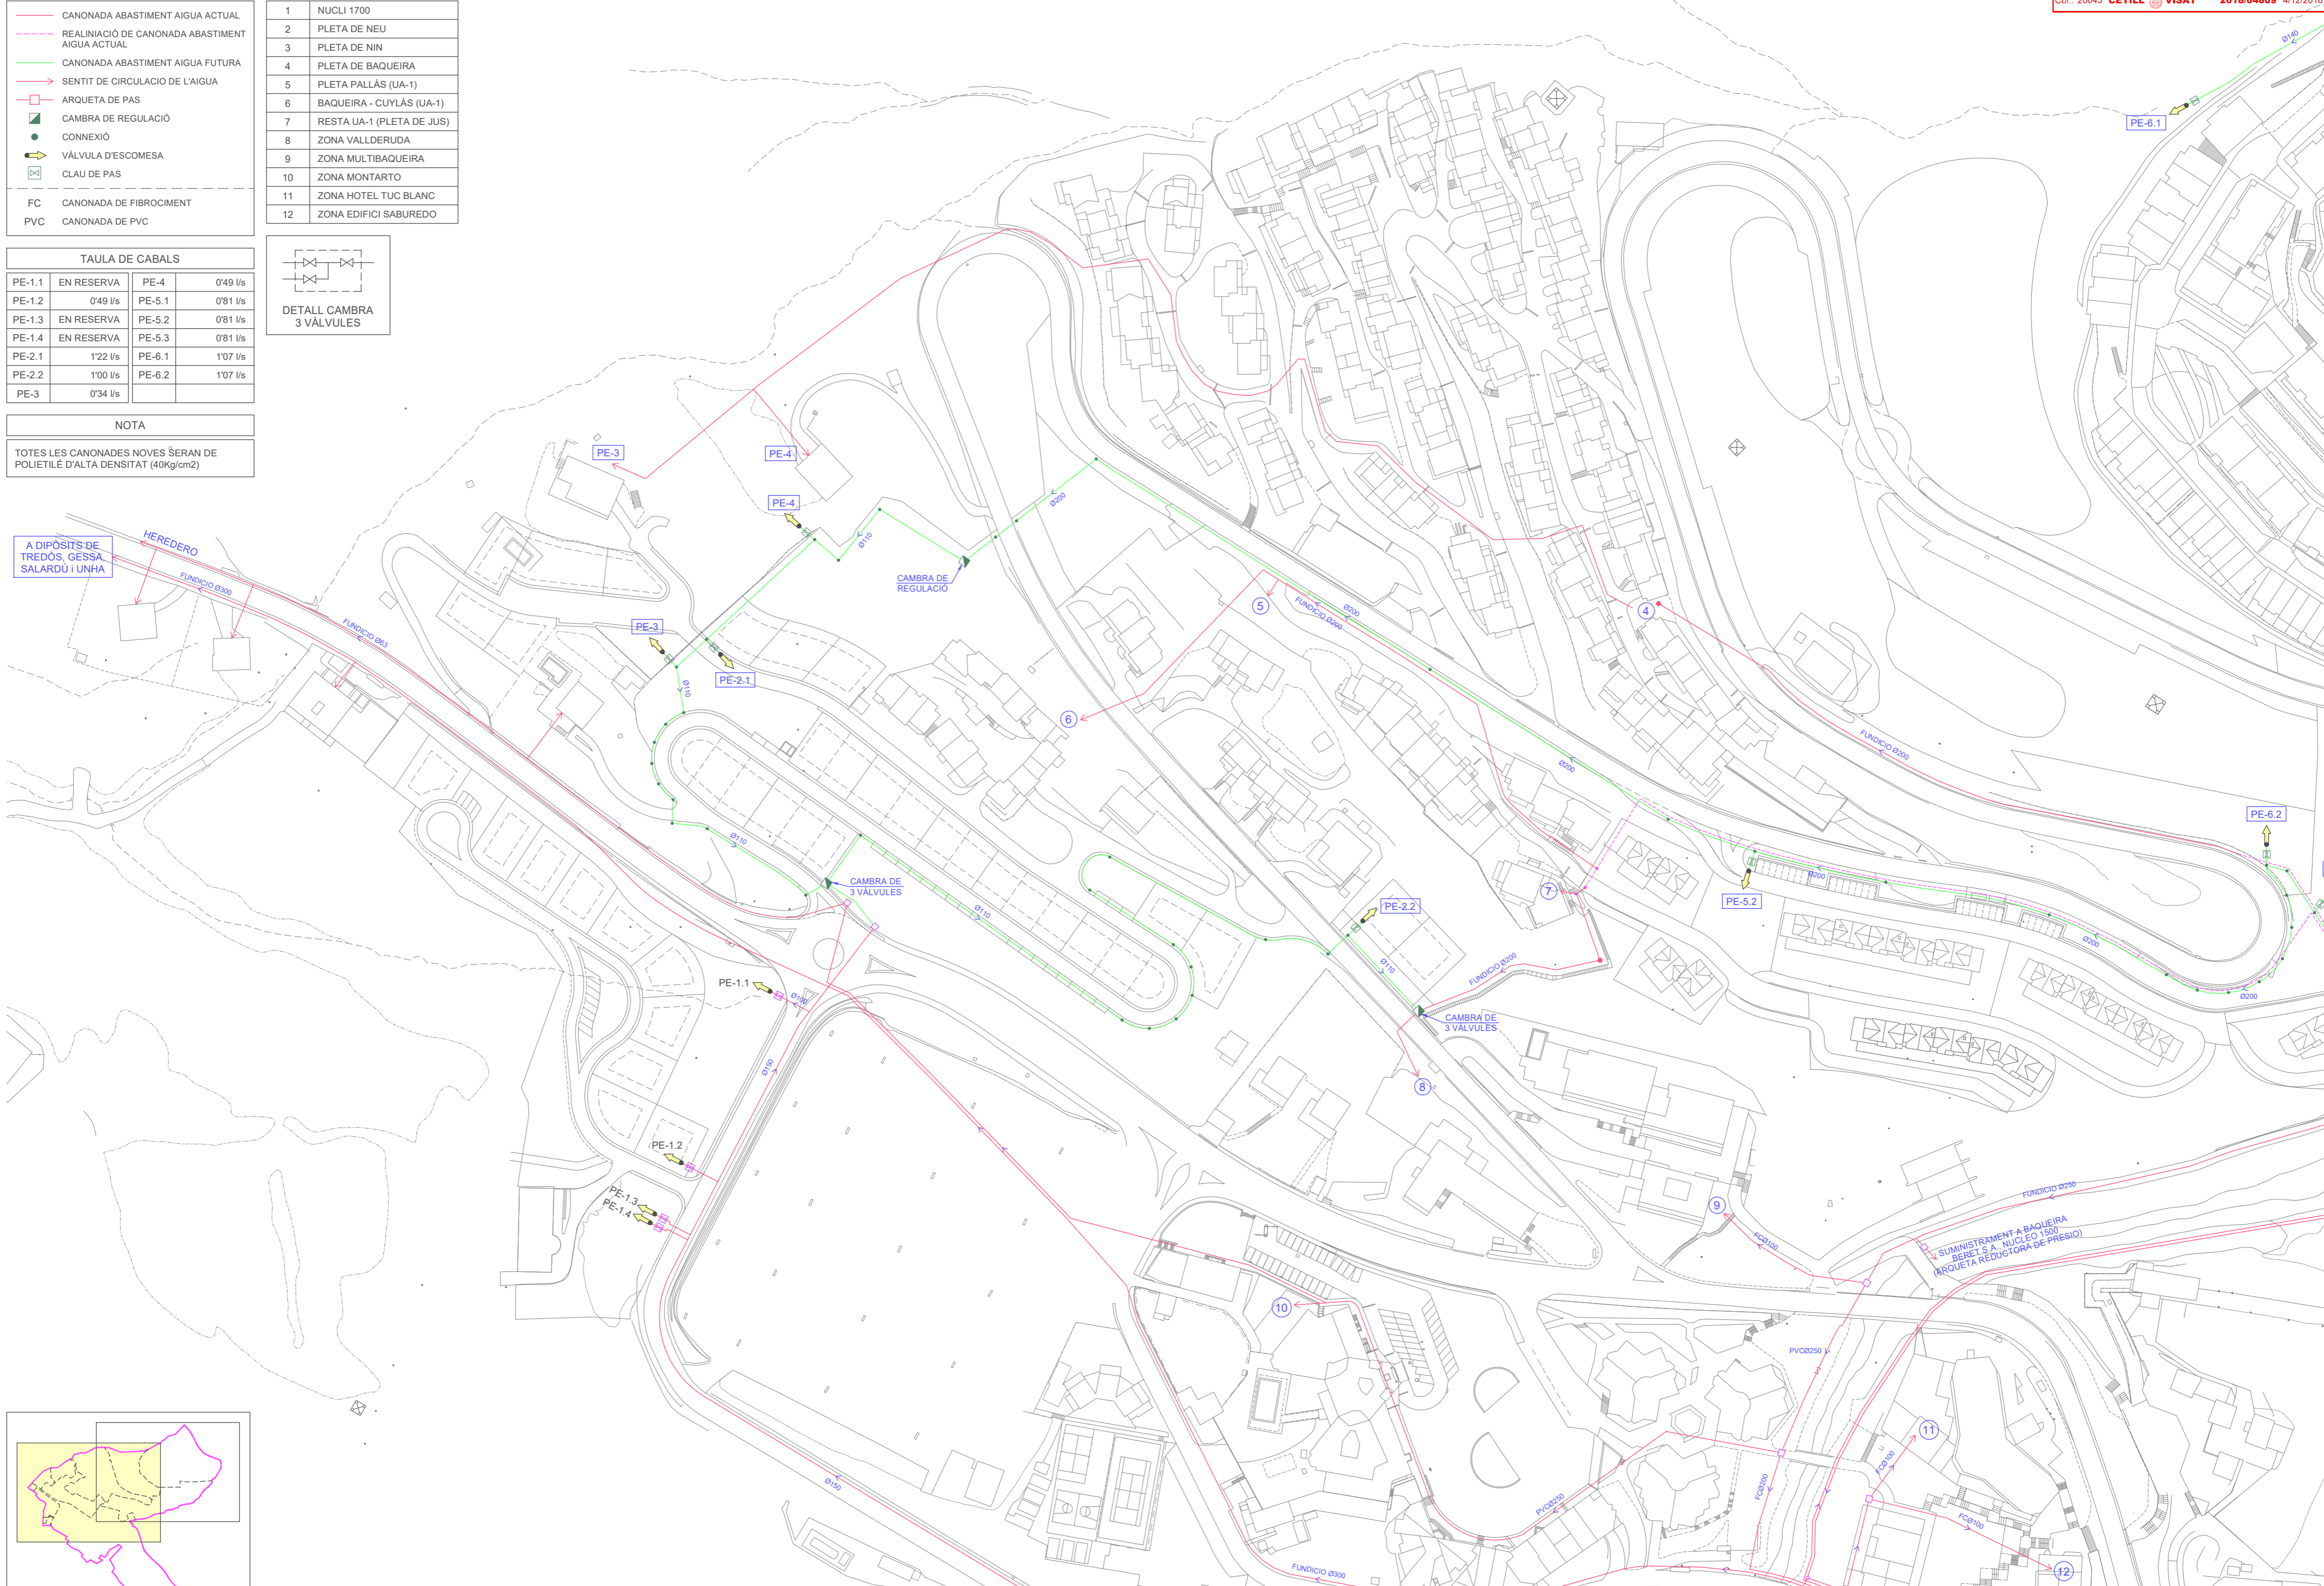 CANONADA ABASTIMENT AIGUA ACTUAL
REALINIACIÓ DE CANONADA ABASTIMENT
AIGUA ACTUAL
CANONADA ABASTIMENT AIGUA FUTURA
SENTIT DE CIRCULACIO DE L'AIGUA
ARQUETA DE PAS
CAMBRA DE REGULACIÓ
CONNEXIÓ
VÀLVULA D'ESCOMESA
CLAU DE PAS
FC CANONADA DE FIBROCIMENT
PVC CANONADA DE PVC
1 NUCLI 1700
2 PLETA DE NEU
3 PLETA DE NIN
4 PLETA DE BAQUEIRA
5 PLETA PALLÀS (UA-1)
6 BAQUEIRA - CUYLÀS (UA-1)
7 RESTA UA-1 (PLETA DE JUS)
8 ZONA VALLDERUDA
9 ZONA MULTIBAQUEIRA
10 ZONA MONTARTO
11 ZONA HOTEL TUC BLANC
12 ZONA EDIFICI SABUREDO
DETALL CAMBRA
3 VÀLVULES
TAULA DE CABALS
PE-1.1 EN RESERVA PE-4 0'49 l/s
PE-1.2 0'49 l/s PE-5.1 0'81 l/s
PE-1.3 EN RESERVA PE-5.2 0'81 l/s
PE-1.4 EN RESERVA PE-5.3 0'81 l/s
PE-2.1 1'22 l/s PE-6.1 1'07 l/s
PE-2.2 1'00 l/s PE-6.2 1'07 l/s
PE-3 0'34 l/s
NOTA
TOTES LES CANONADES NOVES SERAN DE
POLIETILÉ D'ALTA DENSITAT (40Kg/cm2)
VISAT
Ø140
PE-6.1
PE-3
PE-4
PE-4
Ø200
Ø110
CAMBRA DE
REGULACIÓ
HEREDERO
A DIPÒSITS DE
TREDÒS, GESSA,
SALARDÚ i UNHA
FUNDICIO Ø300
FUNDICIO Ø63
PE-3
PE-2.1
Ø110
5
FUNDICIO Ø200
Ø200
4
6
FUNDICIO Ø200
Ø200
PE-6.2
Ø110
CAMBRA DE
3 VÀLVULES
Ø110
7
Ø200
PE-5.2
PE-2.2
Ø200
Ø110
FUNDICIO Ø200
Ø200
PE-1.1
Ø100
CAMBRA DE
3 VÀLVULES
Ø150
8
PE-1.2
PE-1.3
PE-1.4
9
FCØ100
FUNDICIO Ø250
SUMINISTRAMENT A BAQUEIRA
BERET S.A., NUCLEO 1500
(ARQUETA REDUCTORA DE PRESIO)
10
PVCØ250
11
FCØ100
FCØ200
Ø150
PVCØ250
FCØ100
FUNDICIO Ø300
12